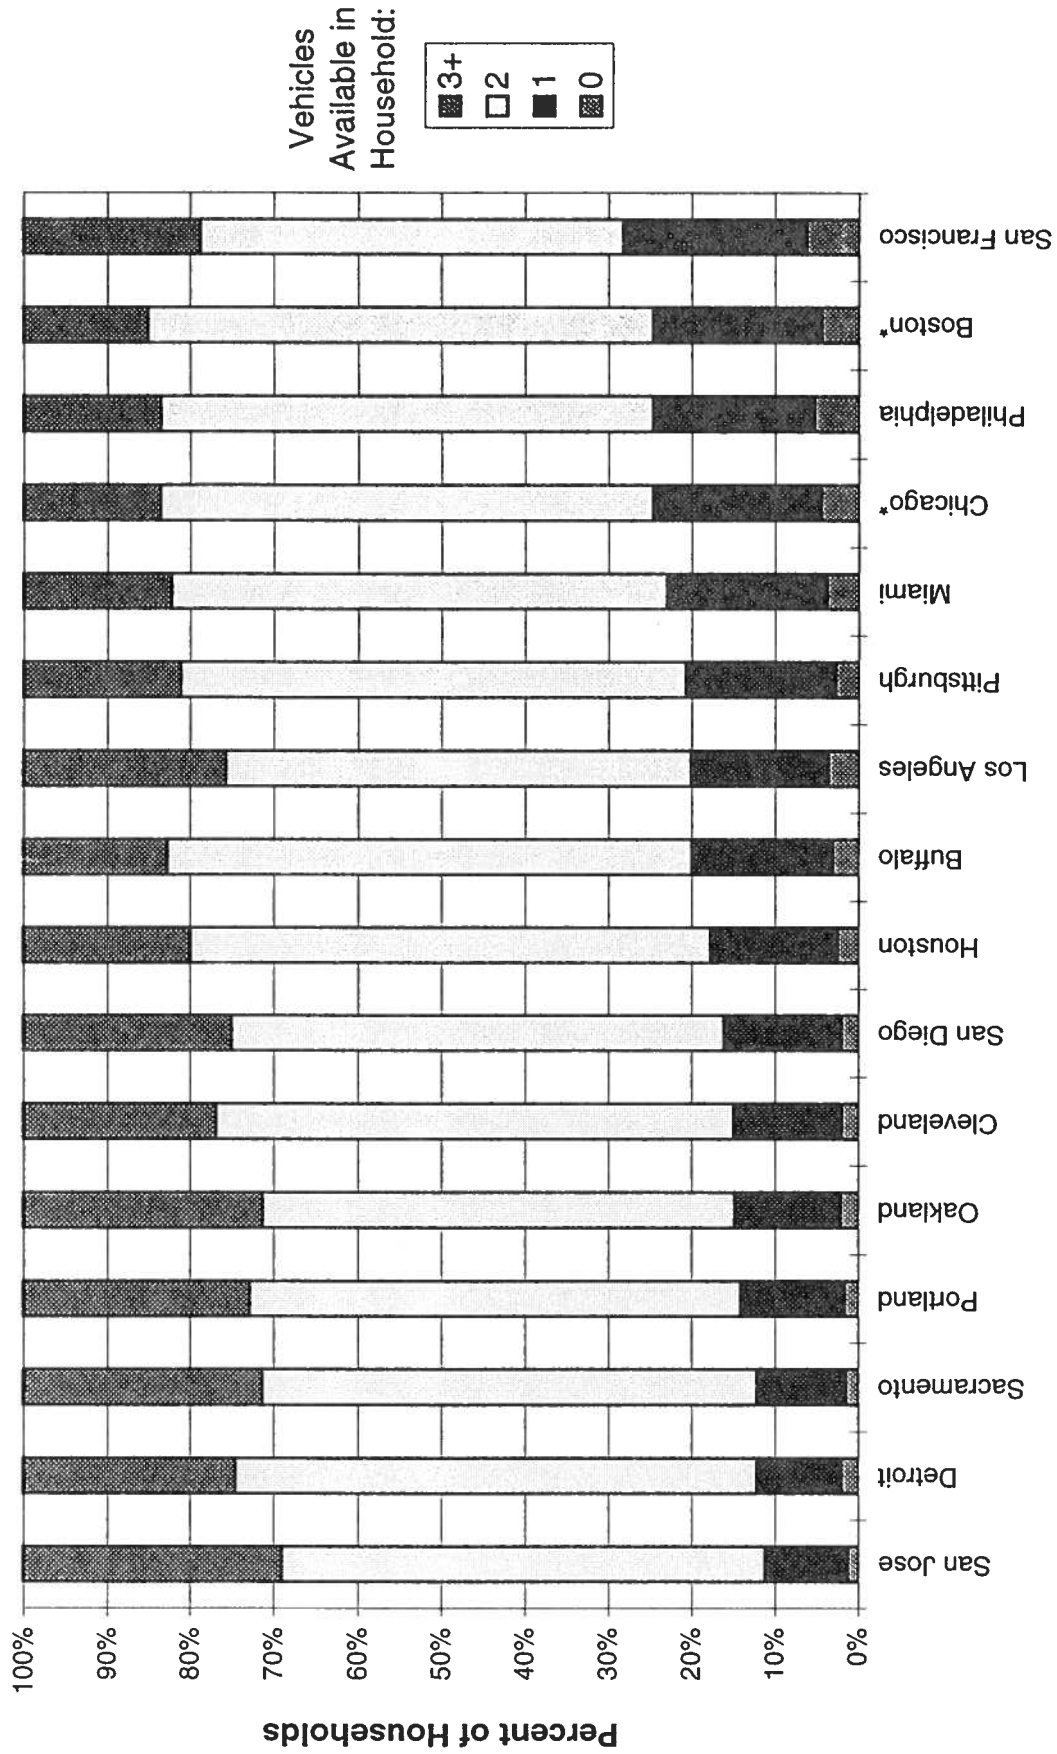 Percent of Households
100%
90%
80%
70%
60%
50%
40%
30%
20%
10%
0%
San Jose
Detroit
Sacramento
Portland
Oakland
Cleveland
San Diego
Houston
Buffalo
Los Angeles
Pittsburgh
Miami
Chicago*
Philadelphia
Boston*
San Francisco
Vehicles
Available in
Household:
3+
2
1
0